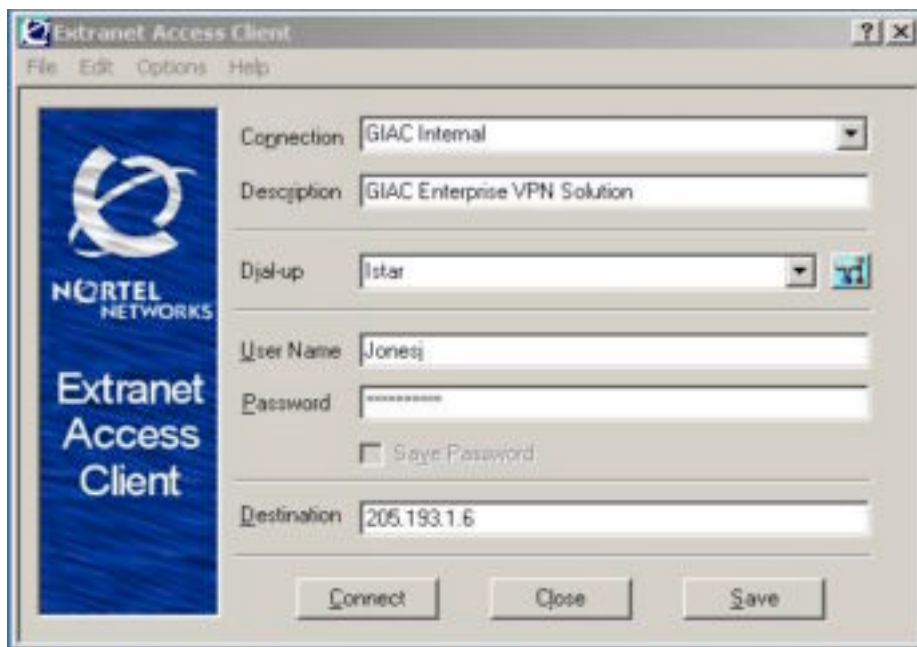 Extranet Access Client
File Edit Options Help
Connection GIAC Internal
Description GIAC Enterprise VPN Solution
Dial-up Istar
NORTEL
NETWORKS
User Name Jonesj
Extranet
Access
Client
Password **********
Save Password
Destination 205.193.1.6
Connect Close Save